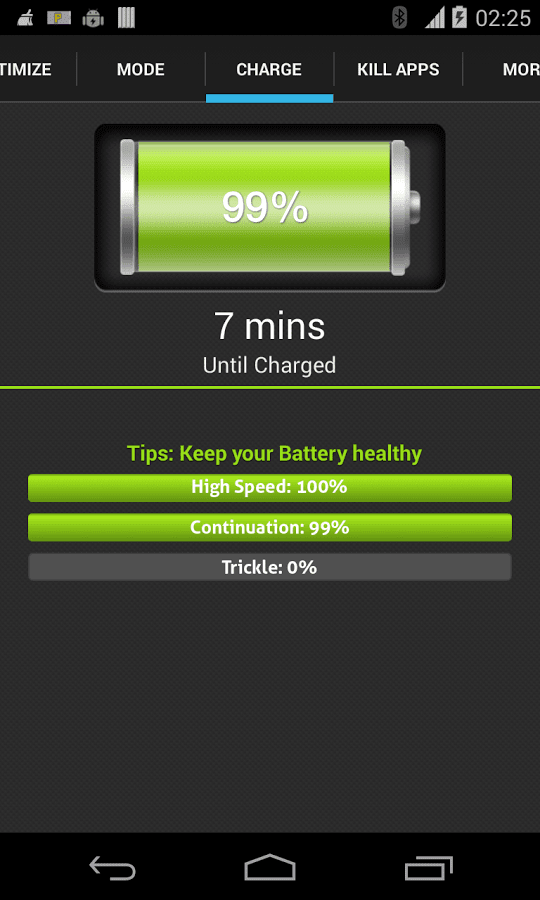 02:25
TIMIZE MODE CHARGE KILL APPS MOR
99%
7 mins
Until Charged
Tips: Keep your Battery healthy
High Speed: 100%
Continuation: 99%
Trickle: 0%